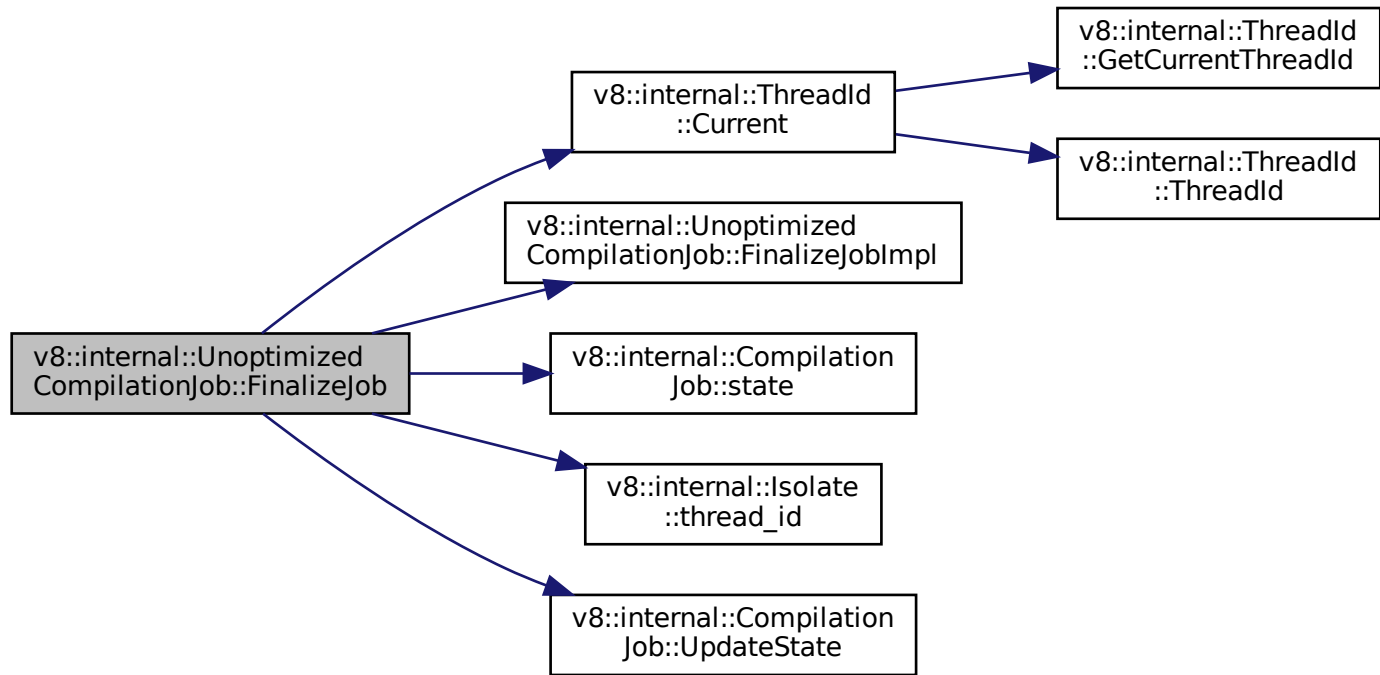 v8::internal::ThreadId
::GetCurrentThreadId
v8::internal::ThreadId
::Current
v8::internal::ThreadId
::ThreadId
v8::internal::Unoptimized
CompilationJob::FinalizeJobImpl
v8::internal::Unoptimized
CompilationJob::FinalizeJob
v8::internal::Compilation
Job::state
v8::internal::Isolate
::thread_id
v8::internal::Compilation
Job::UpdateState